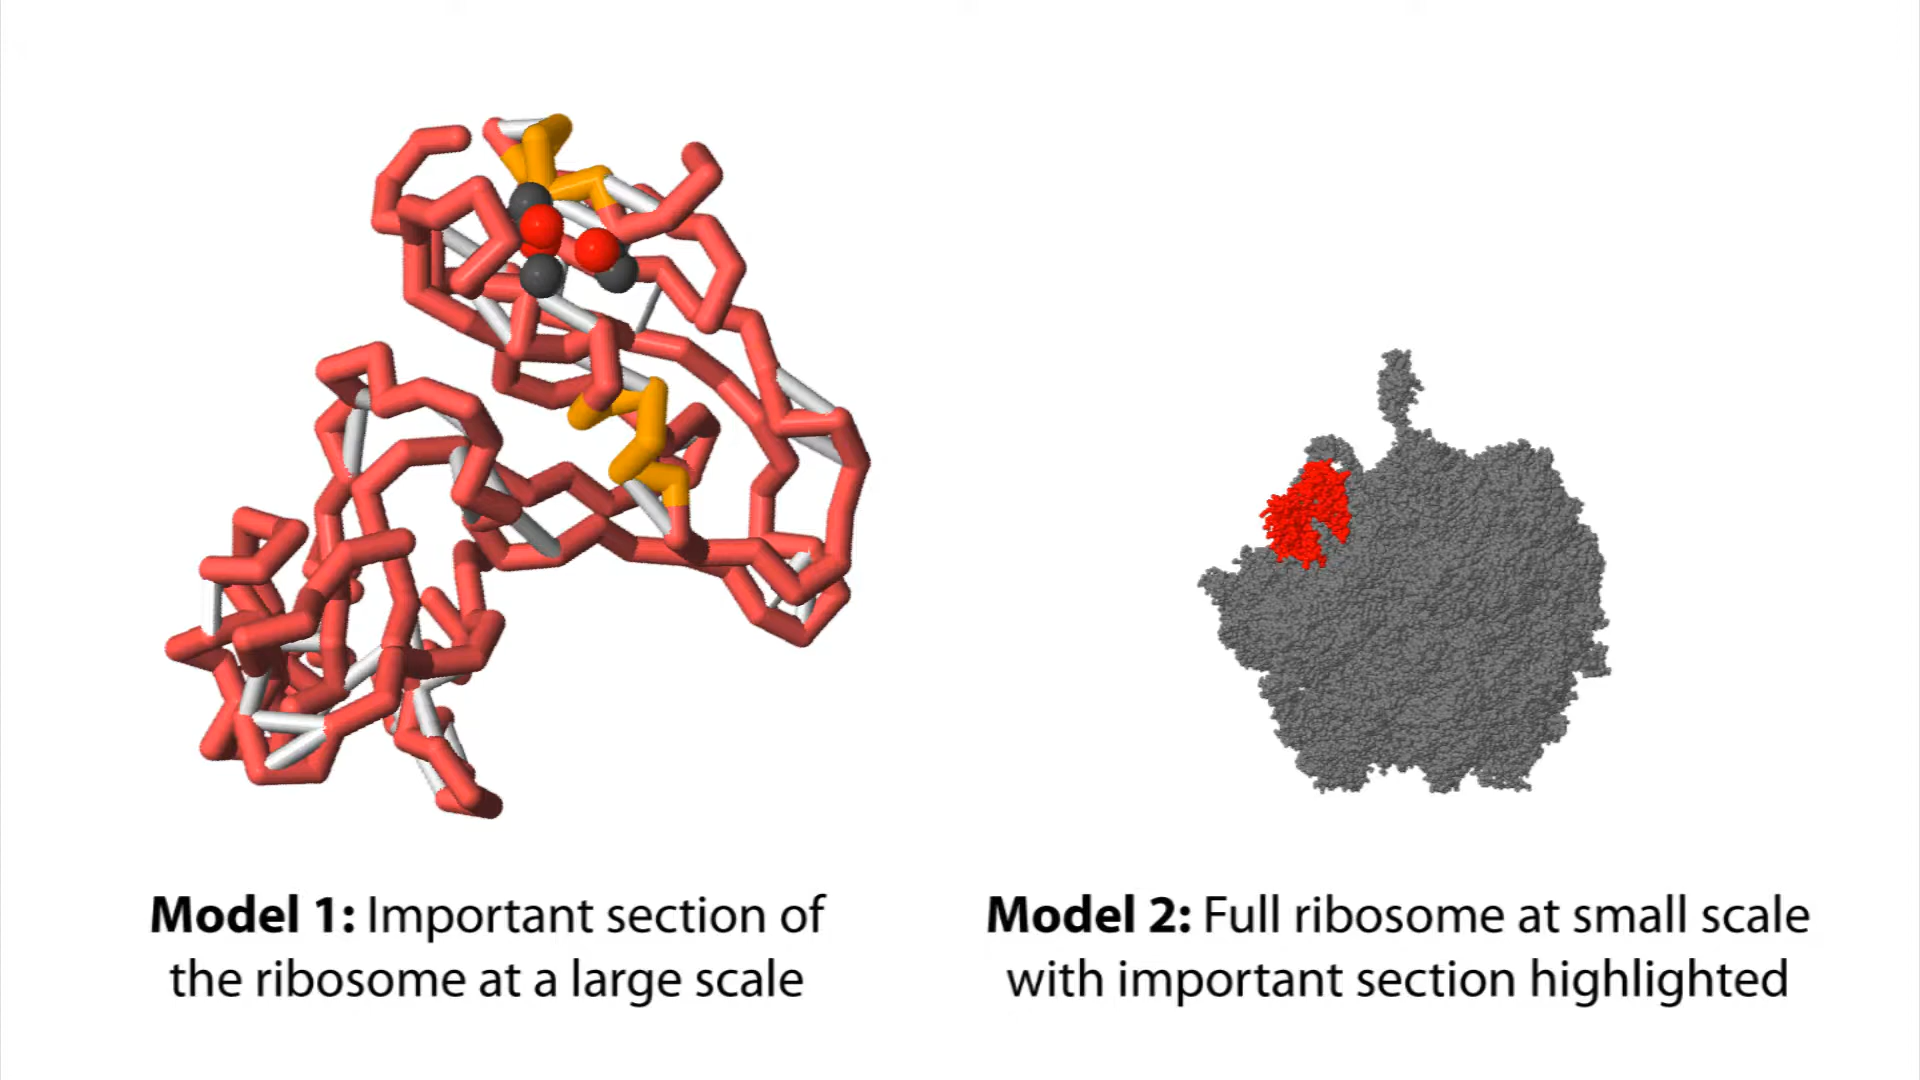 Model 1: Important section of
the ribosome at a large scale
Model 2: Full ribosome at small scale
with important section highlighted